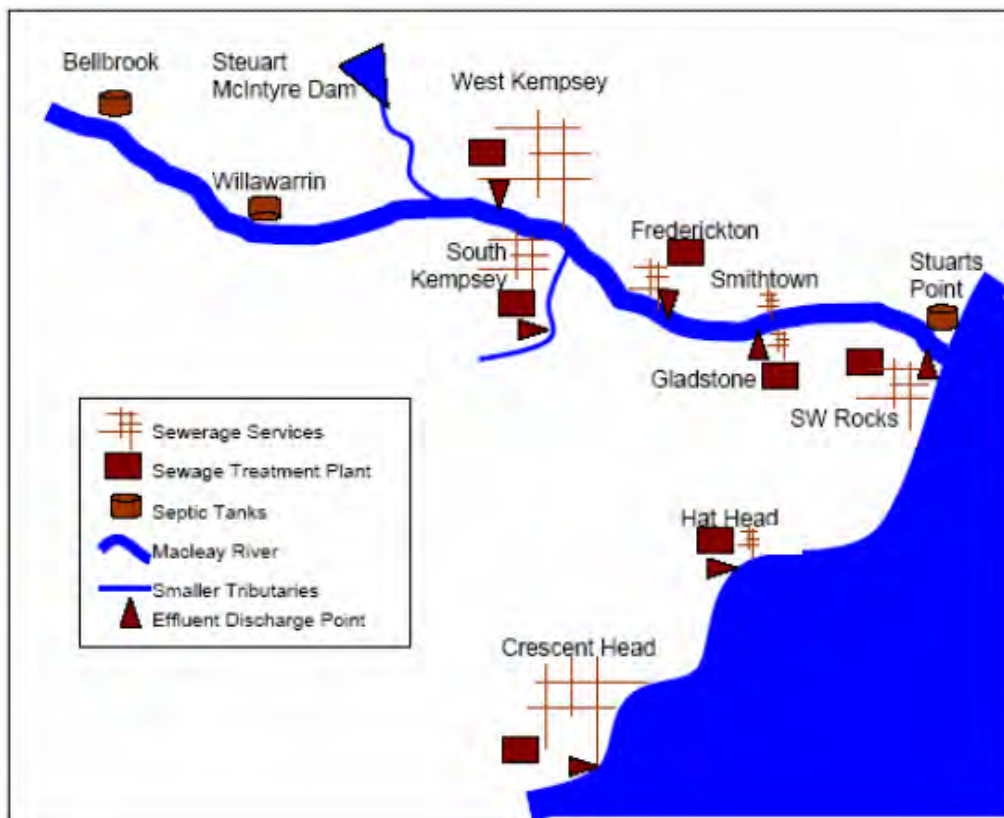 Bellbrook
Steuart
McIntyre Dam
West Kempsey
Willawarrin
South
Kempsey
Frederickton
Smithtown
Stuarts
Point
Gladstone
SW Rocks
Hat Head
Crescent Head
Sewerage Services
Sewage Treatment Plant
Septic Tanks
Macleay River
Smaller Tributaries
Effluent Discharge Point